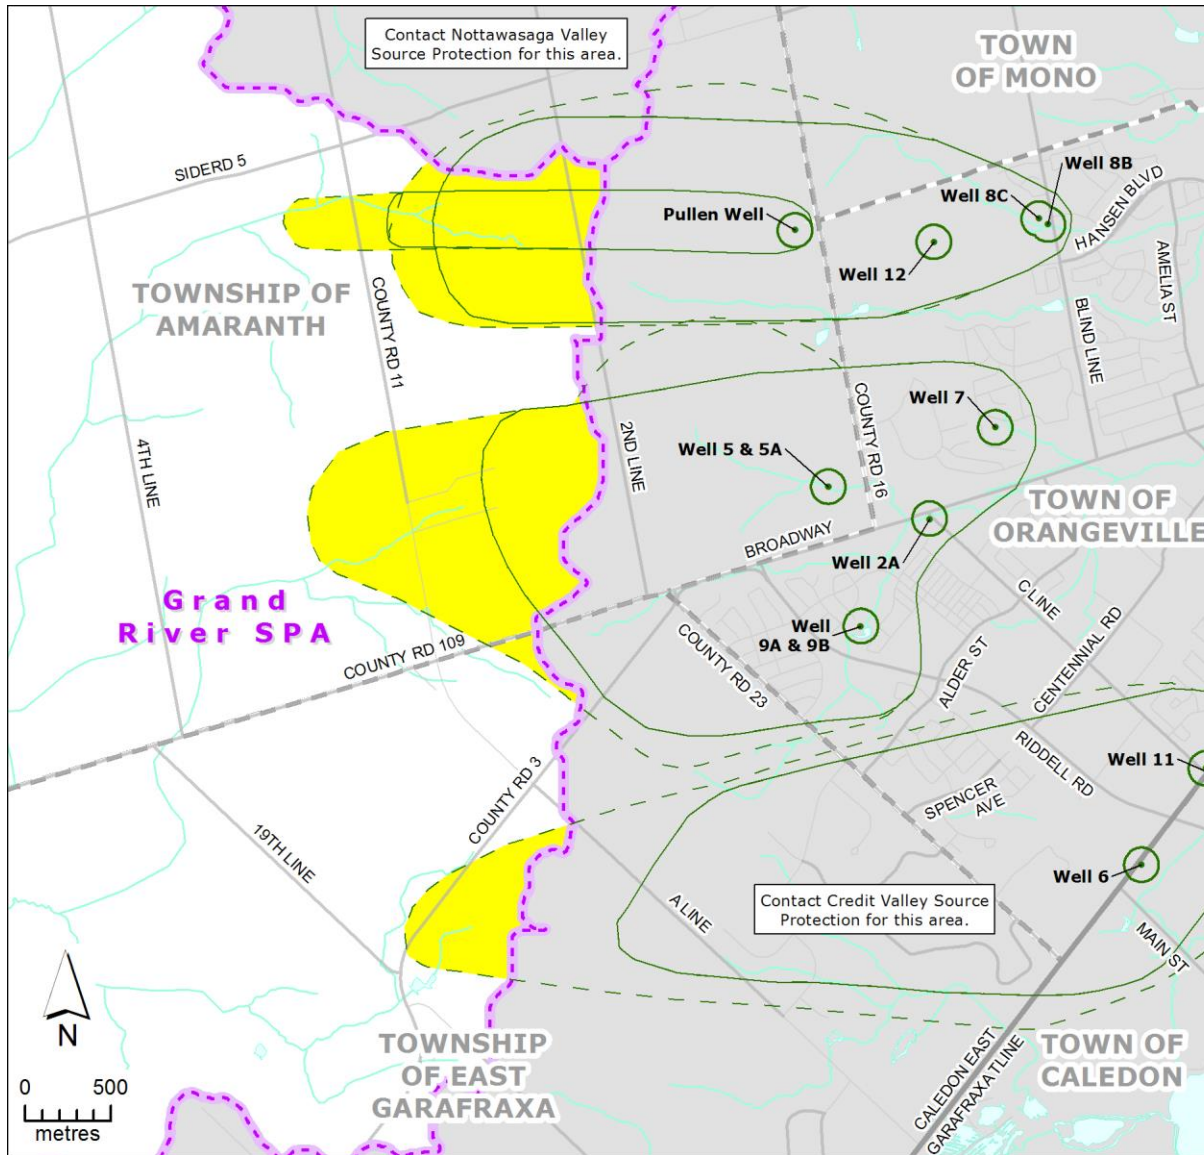 Contact Nottawasaga Valley
Source Protection for this area.
TOWN
OF MONO
SIDERD 5
Well 8B
Well 8C
Pullen Well
HANSEN BLVD
Well 12
AMELIA ST
TOWNSHIP OF
AMARANTH
COUNTY RD 11
BLIND LINE
Well 7
COUNTY RD 16
2ND LINE
4TH LINE
Well 5 & 5A
TOWN OF
ORANGEVILLE
BROADWAY
Well 2A
Grand
River SPA
C LINE
Well
9A & 9B
COUNTY RD 109
COUNTY RD 23
ALDER ST
CENTENNIAL RD
RIDDELL RD
Well 11
COUNTY RD 3
SPENCER
AVE
19TH LINE
Well 6
A LINE
Contact Credit Valley Source
Protection for this area.
MAIN ST
N
TOWNSHIP
OF EAST
GARAFRAXA
TOWN OF
CALEDON
CALEDON EAST
GARAFRAXA TLINE
0 500
metres